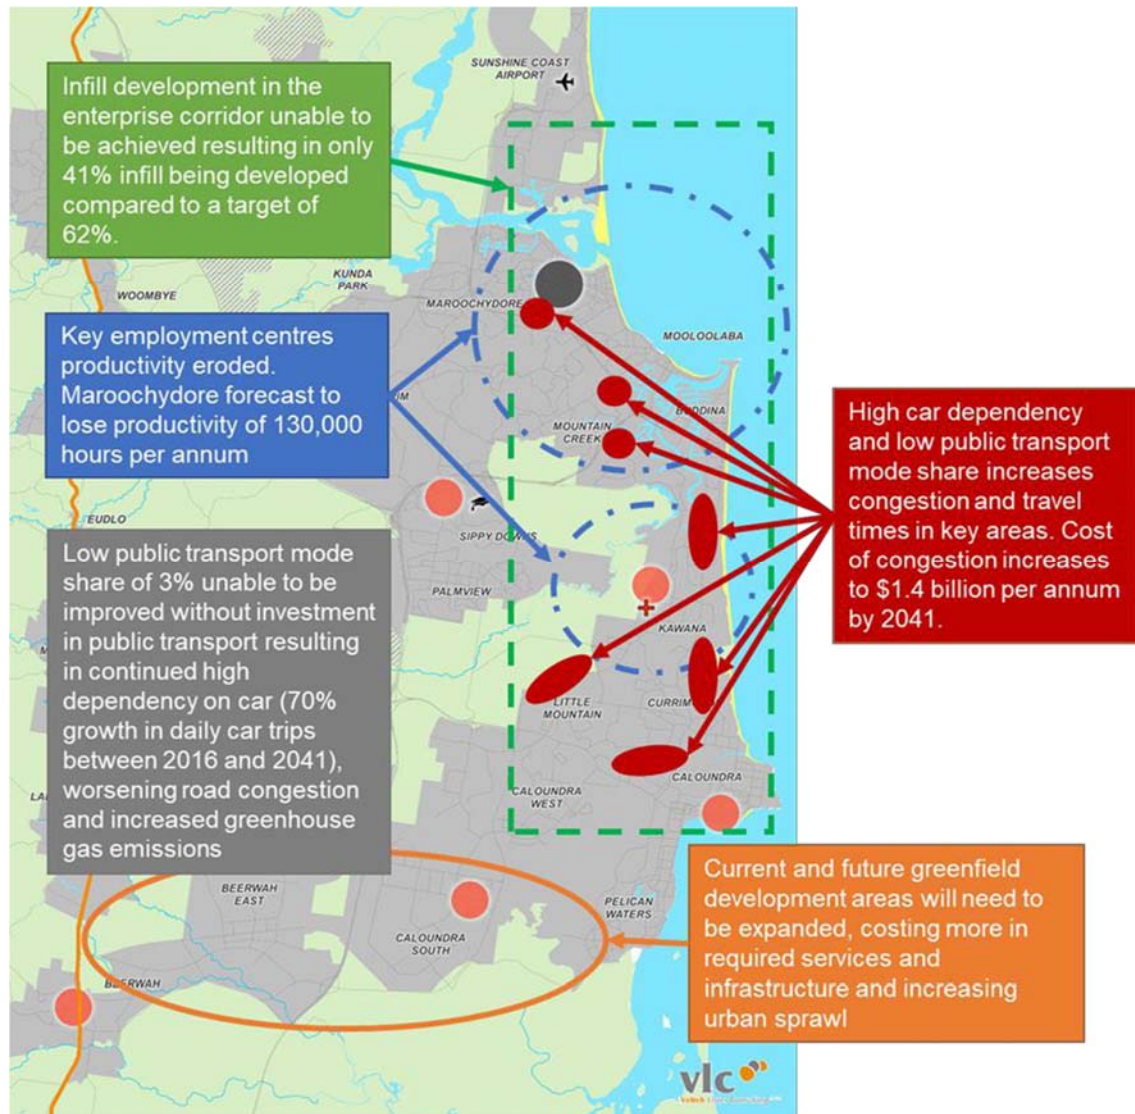 SUNSHINE COAST
AIRPORT
Infill development in the
enterprise corridor unable to
be achieved resulting in only
41% infill being developed
compared to a target of
62%.
KUNDA
PARK
WOOMBYE
MAROOCHYDORE
MOOLOOLABA
Key employment centres
productivity eroded.
Maroochydore forecast to
lose productivity of 130,000
hours per annum
MOUNTAIN
CREEK
High car dependency
and low public transport
mode share increases
congestion and travel
times in key areas. Cost
of congestion increases
to $1.4 billion per annum
by 2041.
EUDLO
SIPPY DOWNS
PALMVIEW
KAWANA
Low public transport mode
share of 3% unable to be
improved without investment
in public transport resulting
in continued high
dependency on car (70%
growth in daily car trips
between 2016 and 2041),
worsening road congestion
and increased greenhouse
gas emissions
LITTLE
MOUNTAIN
CURRIM
CALOUNDRA
CALOUNDRA
WEST
BEERWAH
EAST
CALOUNDRA
SOUTH
PELICAN
WATERS
BEERWAH
Current and future greenfield
development areas will need to
be expanded, costing more in
required services and
infrastructure and increasing
urban sprawl
vlc